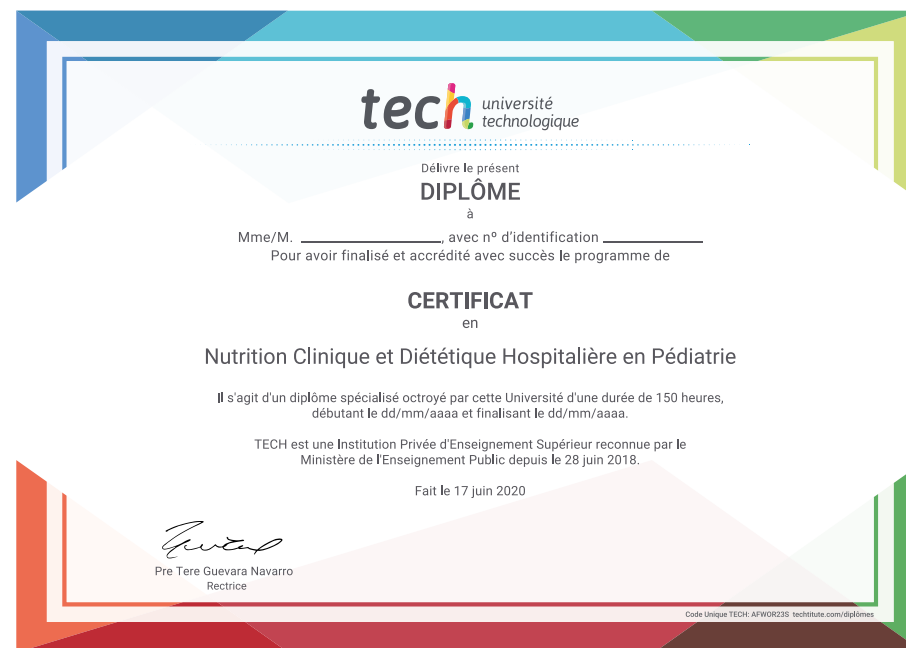 tech université
technologique
Délivre le présent
DIPLÔME
à
Mme/M. ____________________, avec nº d'identification ______________
Pour avoir finalisé et accrédité avec succès le programme de
CERTIFICAT
en
Nutrition Clinique et Diététique Hospitalière en Pédiatrie
Il s'agit d'un diplôme spécialisé octroyé par cette Université d'une durée de 150 heures,
débutant le dd/mm/aaaa et finalisant le dd/mm/aaaa.
TECH est une Institution Privée d'Enseignement Supérieur reconnue par le
Ministère de l'Enseignement Public depuis le 28 juin 2018.
Fait le 17 juin 2020
Pre Tere Guevara Navarro
Rectrice
Code Unique TECH: AFWOR23S techtitute.com/diplômes